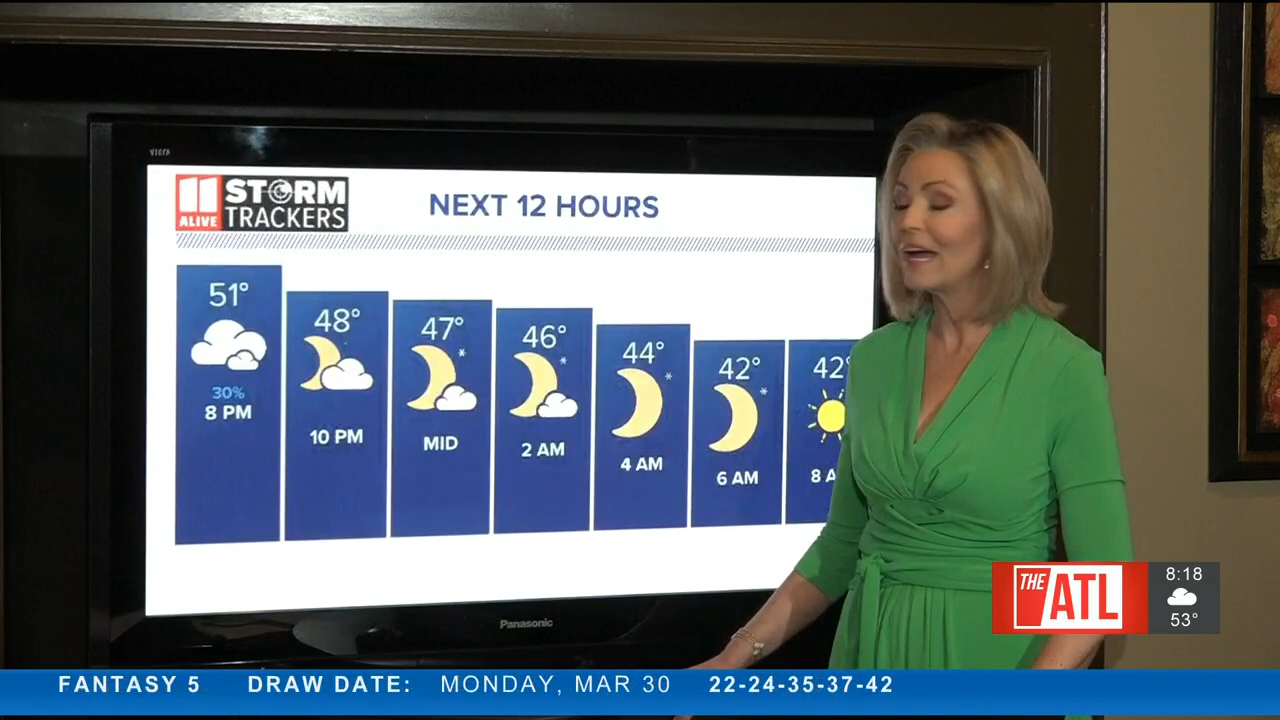 VIERA
11 ALIVE STORM TRACKERS
NEXT 12 HOURS
51°
30%
8 PM
48°
10 PM
47°
MID
46°
2 AM
44°
4 AM
42°
6 AM
42°
8 A
Panasonic
THE ATL
8:18
53°
FANTASY 5 DRAW DATE: MONDAY, MAR 30 22-24-35-37-42